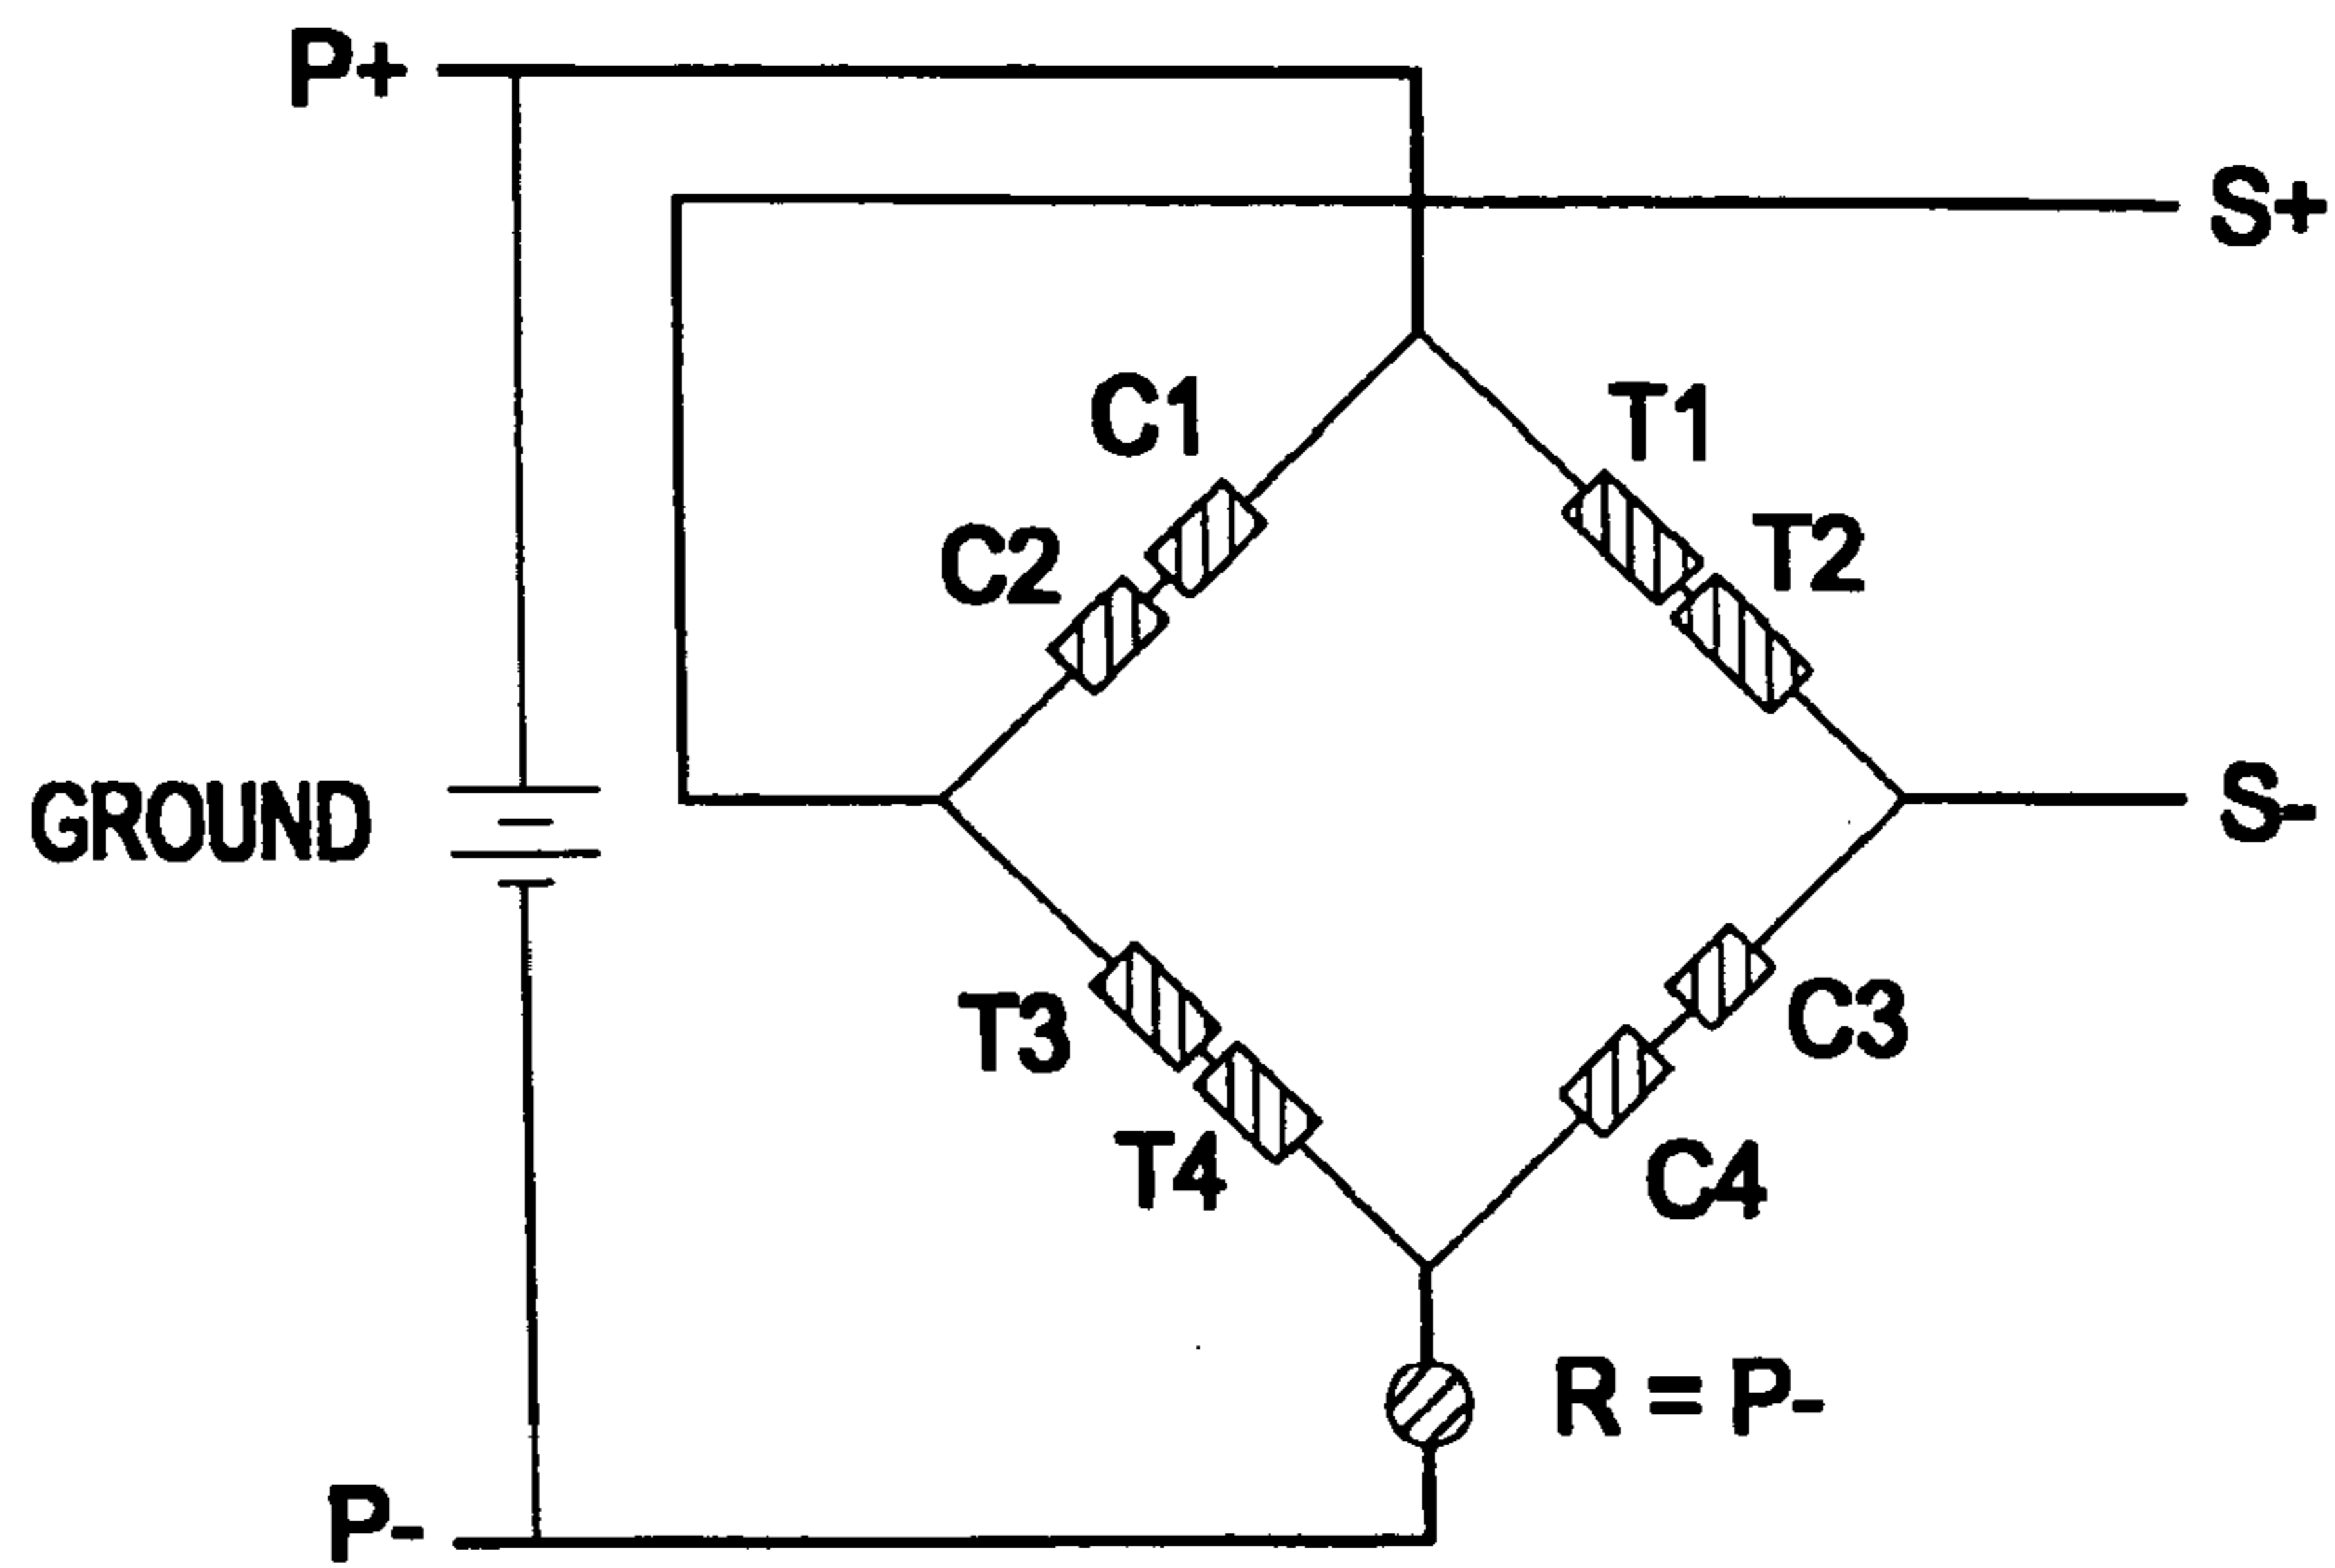 P+
S+
C1
T1
C2
T2
GROUND
S-
T3
C3
T4
C4
R = P-
P-